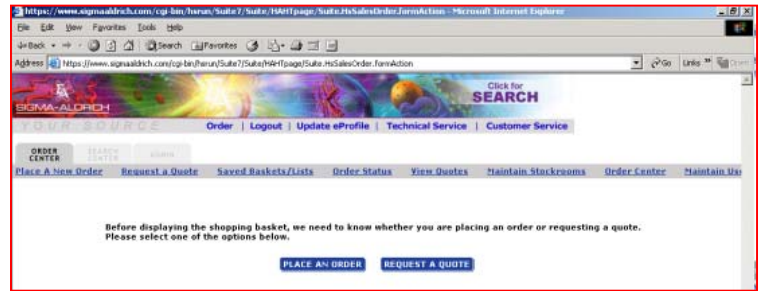 https://www.sigmaaldrich.com/cgi-bin/hsrun/Suite7/Suite/HAHTpage/Suite.HsSalesOrder.formAction - Microsoft Internet Explorer
File Edit View Favorites Tools Help
Back Search Favorites
Address https://www.sigmaaldrich.com/cgi-bin/hsrun/Suite7/Suite/HAHTpage/Suite.HsSalesOrder.formAction Go Links »
Click for
SEARCH
SIGMA-ALDRICH
YOUR SOURCE Order | Logout | Update eProfile | Technical Service | Customer Service
ORDER CENTER SEARCH CENTER
Place A New Order Request a Quote Saved Baskets/Lists Order Status View Quotes Maintain Stockrooms Order Center Maintain Us
Before displaying the shopping basket, we need to know whether you are placing an order or requesting a quote.
Please select one of the options below.
PLACE AN ORDER REQUEST A QUOTE